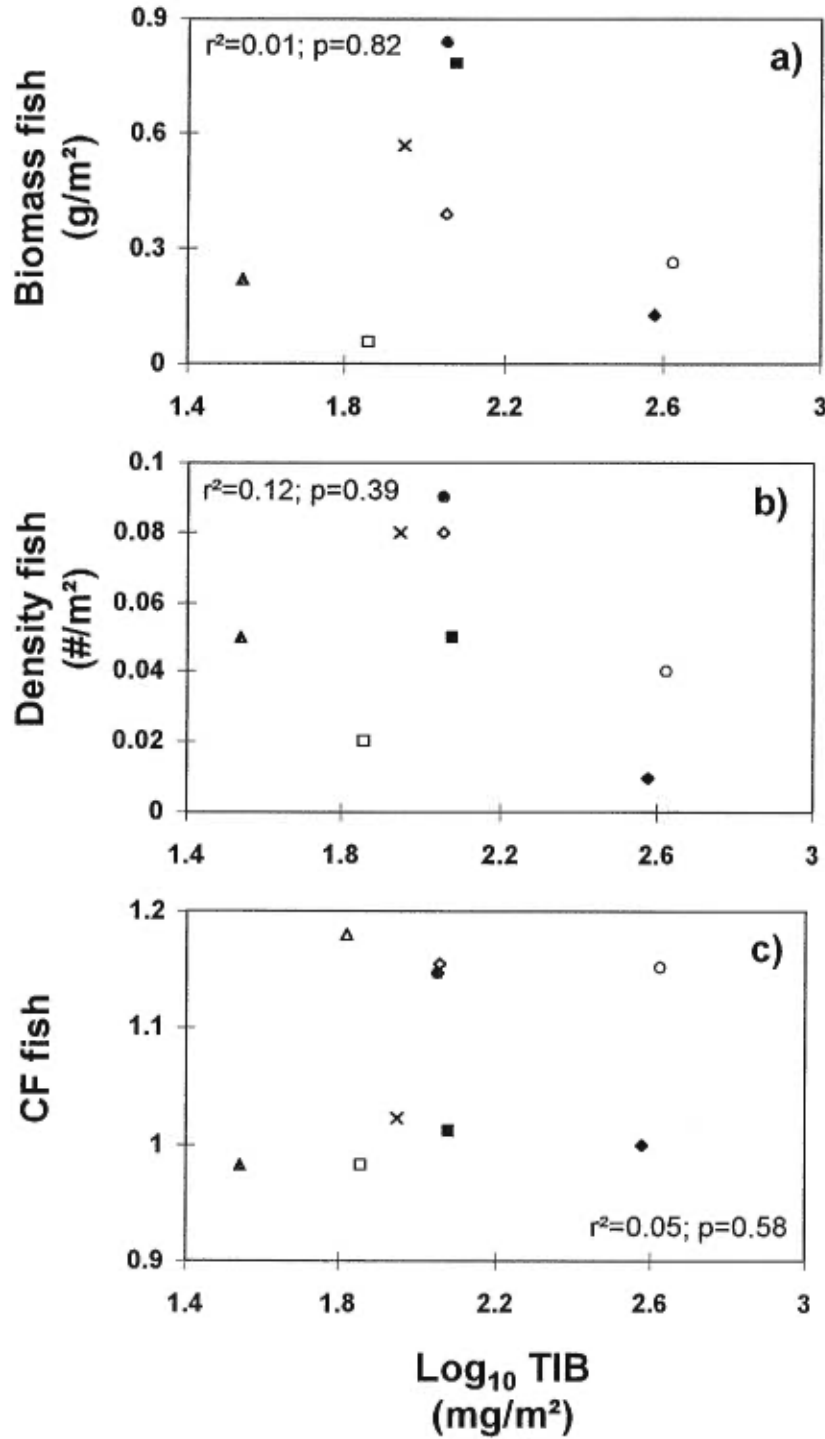 Biomass fish
(g/m²)
0.9
0.6
0.3
0
r²=0.01; p=0.82
a)
1.4 1.8 2.2 2.6 3
Density fish
(#/m²)
0.1
0.08
0.06
0.04
0.02
0
r²=0.12; p=0.39
b)
1.4 1.8 2.2 2.6 3
CF fish
1.2
1.1
1
0.9
c)
r²=0.05; p=0.58
1.4 1.8 2.2 2.6 3
Log₁₀ TIB
(mg/m²)